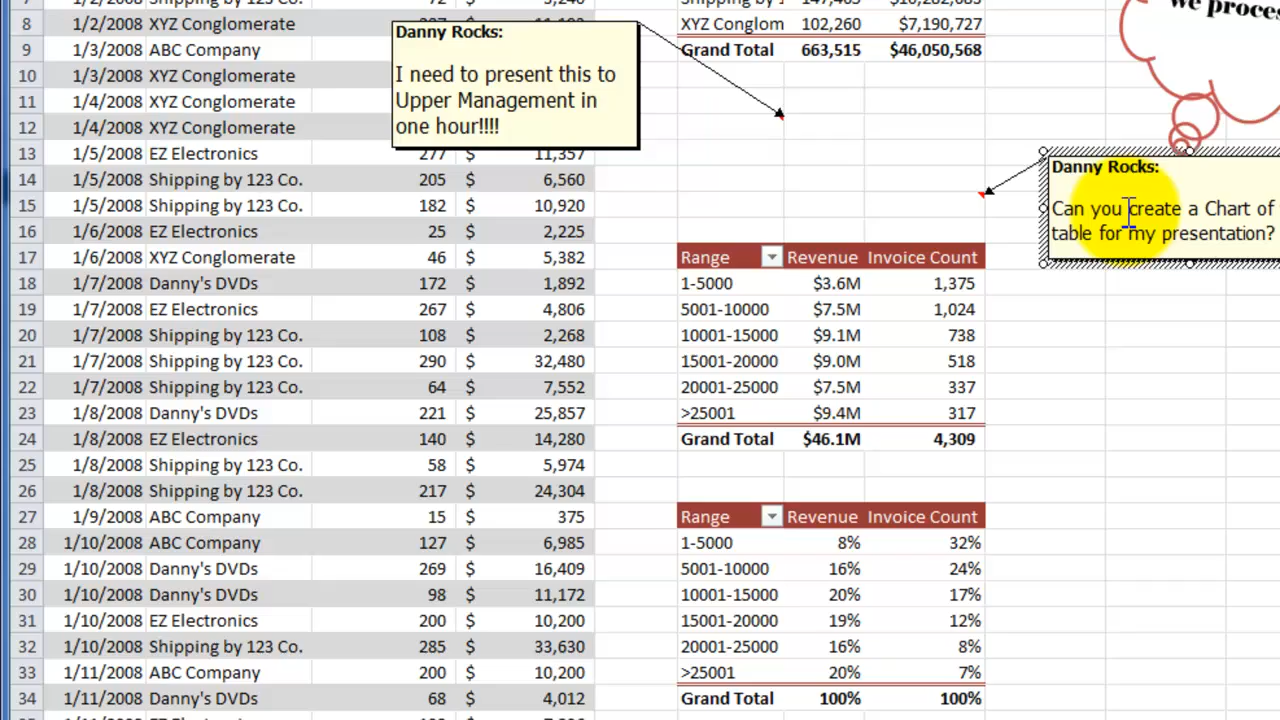 8 1/2/2008 XYZ Conglomerate
9 1/3/2008 ABC Company
10 1/3/2008 XYZ Conglomerate
11 1/4/2008 XYZ Conglomerate
12 1/4/2008 XYZ Conglomerate
13 1/5/2008 EZ Electronics 277 $ 11,357
14 1/5/2008 Shipping by 123 Co. 205 $ 6,560
15 1/5/2008 Shipping by 123 Co. 182 $ 10,920
16 1/6/2008 EZ Electronics 25 $ 2,225
17 1/6/2008 XYZ Conglomerate 46 $ 5,382
18 1/7/2008 Danny's DVDs 172 $ 1,892
19 1/7/2008 EZ Electronics 267 $ 4,806
20 1/7/2008 Shipping by 123 Co. 108 $ 2,268
21 1/7/2008 Shipping by 123 Co. 290 $ 32,480
22 1/7/2008 Shipping by 123 Co. 64 $ 7,552
23 1/8/2008 Danny's DVDs 221 $ 25,857
24 1/8/2008 EZ Electronics 140 $ 14,280
25 1/8/2008 Shipping by 123 Co. 58 $ 5,974
26 1/8/2008 Shipping by 123 Co. 217 $ 24,304
27 1/9/2008 ABC Company 15 $ 375
28 1/10/2008 ABC Company 127 $ 6,985
29 1/10/2008 Danny's DVDs 269 $ 16,409
30 1/10/2008 Danny's DVDs 98 $ 11,172
31 1/10/2008 EZ Electronics 200 $ 10,200
32 1/10/2008 Shipping by 123 Co. 285 $ 33,630
33 1/11/2008 ABC Company 200 $ 10,200
34 1/11/2008 Danny's DVDs 68 $ 4,012
Danny Rocks:
I need to present this to
Upper Management in
one hour!!!!
XYZ Conglom 102,260 $7,190,727
Grand Total 663,515 $46,050,568
we proce
Danny Rocks:
Can you create a Chart of
table for my presentation?
Range Revenue Invoice Count
1-5000 $3.6M 1,375
5001-10000 $7.5M 1,024
10001-15000 $9.1M 738
15001-20000 $9.0M 518
20001-25000 $7.5M 337
>25001 $9.4M 317
Grand Total $46.1M 4,309
Range Revenue Invoice Count
1-5000 8% 32%
5001-10000 16% 24%
10001-15000 20% 17%
15001-20000 19% 12%
20001-25000 16% 8%
>25001 20% 7%
Grand Total 100% 100%